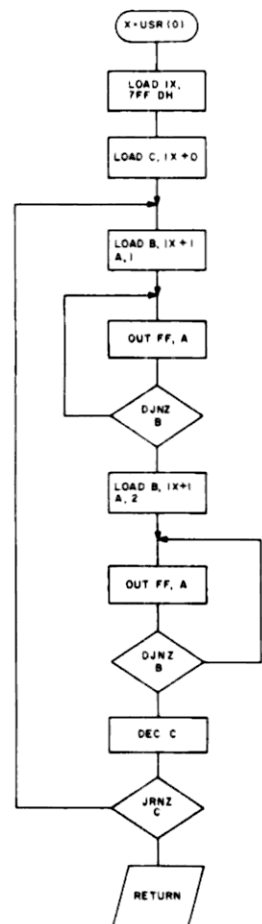 X=USR(0)
LOAD IX,
7FF DH
LOAD C, IX+0
LOAD B, IX+1
A,1
OUT FF, A
DJNZ
B
LOAD B, IX+1
A, 2
OUT FF, A
DJNZ
B
DEC C
JRNZ
C
RETURN